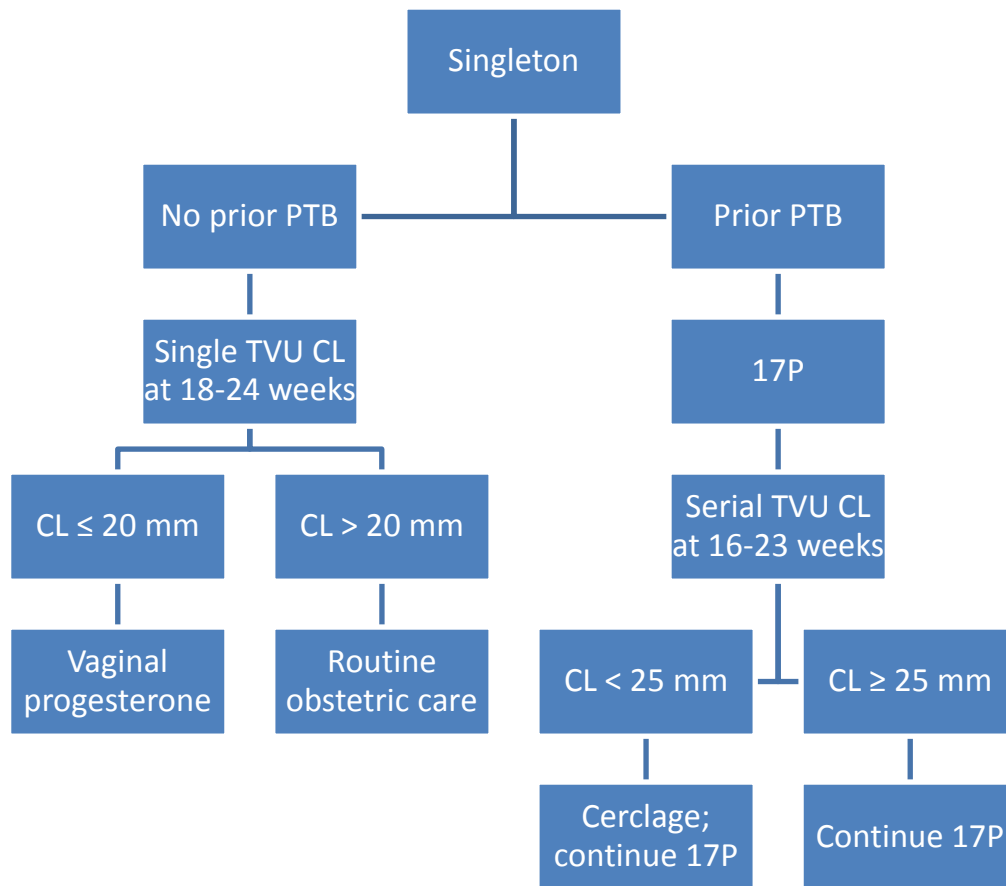 Singleton
No prior PTB
Prior PTB
Single TVU CL
at 18-24 weeks
17P
CL ≤ 20 mm
CL > 20 mm
Serial TVU CL
at 16-23 weeks
Vaginal
progesterone
Routine
obstetric care
CL < 25 mm
CL ≥ 25 mm
Cerclage;
continue 17P
Continue 17P